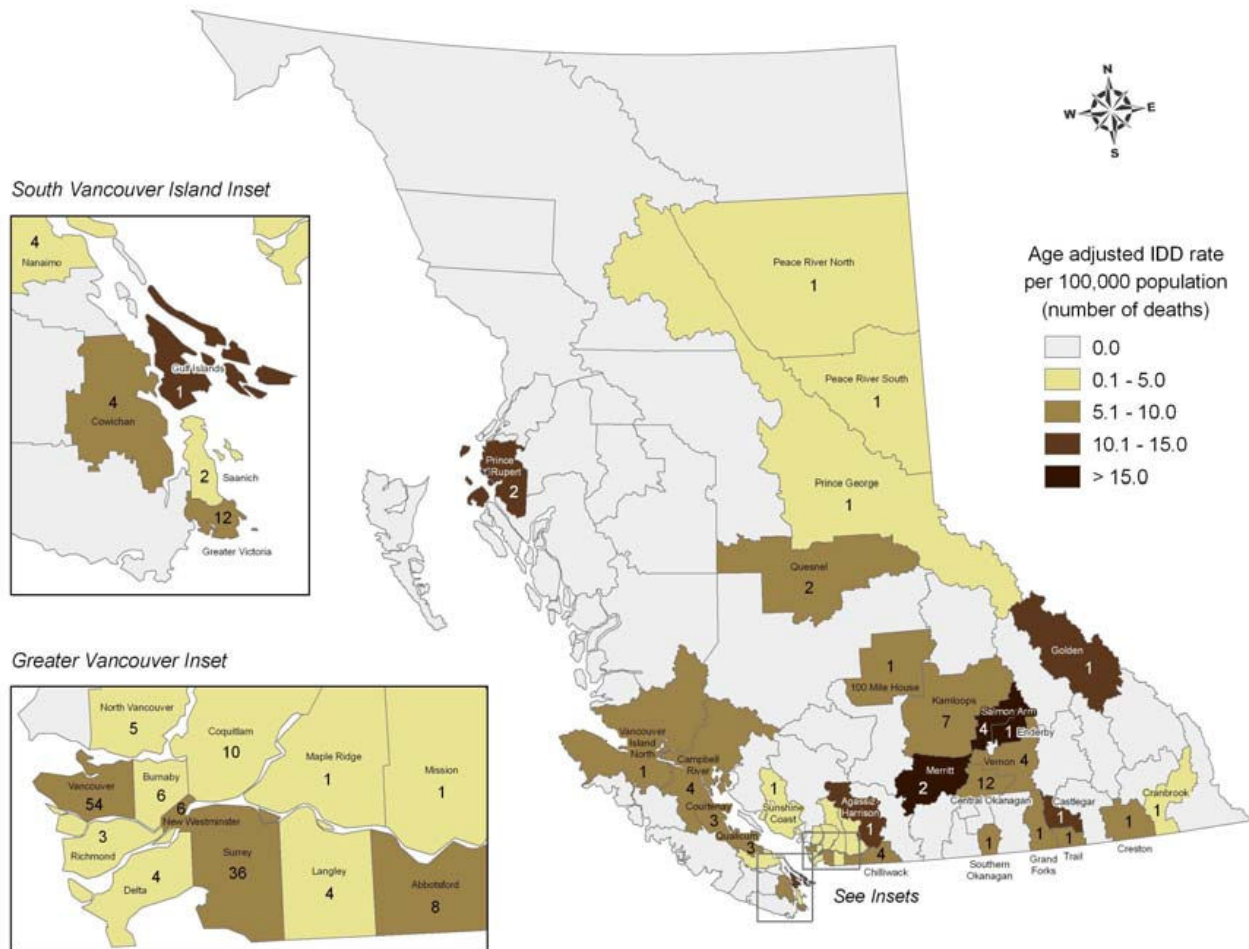 N
W
E
S
South Vancouver Island Inset
4
Nanaimo
Gulf Islands
1
4
Cowichan
2
Saanich
12
Greater Victoria
Age adjusted IDD rate
per 100,000 population
(number of deaths)
0.0
0.1 - 5.0
5.1 - 10.0
10.1 - 15.0
> 15.0
Peace River North
1
Peace River South
1
Prince George
1
Prince
Rupert
2
Quesnel
2
Golden
1
1
100 Mile House
Kamloops
7
Salmon Arm
4
1
Enderby
Vernon
4
Merritt
2
12
Central Okanagan
Vancouver
Island
North
1
Campbell
River
4
Courtenay
3
Qualicum
3
1
Sunshine
Coast
Agassiz
Harrison
1
4
Chilliwack
1
Southern
Okanagan
Castlegar
1
1
Grand
Forks
1
Trail
1
Creston
Cranbrook
1
See Insets
Greater Vancouver Inset
North Vancouver
5
Coquitlam
10
Maple Ridge
1
Mission
1
Vancouver
54
Burnaby
6
6
New Westminster
3
Richmond
Surrey
36
4
Delta
Langley
4
Abbotsford
8